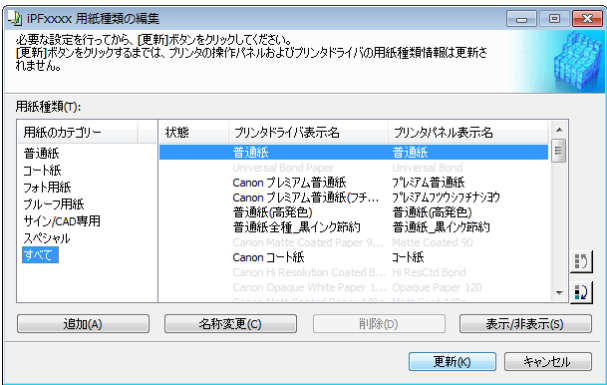 iPFxxxx 用紙種類の編集
必要な設定を行ってから、[更新]ボタンをクリックしてください。
[更新]ボタンをクリックするまでは、プリンタの操作パネルおよびプリンタドライバの用紙種類情報は更新さ
れません。
用紙種類(T):
用紙のカテゴリー 状態 プリンタドライバ表示名 プリンタパネル表示名
普通紙
コート紙
フォト用紙
プルーフ用紙
サイン/CAD専用
スペシャル
すべて
普通紙 普通紙
Universal Bond Paper Universal Bond
Canon プレミアム普通紙 プレミアム普通紙
Canon プレミアム普通紙(フチ... プレミアムフツウシフチナシヨウ
普通紙(高発色) 普通紙(高発色)
普通紙全種_黒インク節約 普通紙_黒インク節約
Canon Matte Coated Paper 9... Matte Coated 90
Canon コート紙 コート紙
Canon Hi Resolution Coated B... Hi ResCtd Bond
Canon Opaque White Paper 1... Opaque Paper 120
追加(A) 名称変更(C) 削除(D) 表示/非表示(S)
更新(K) キャンセル